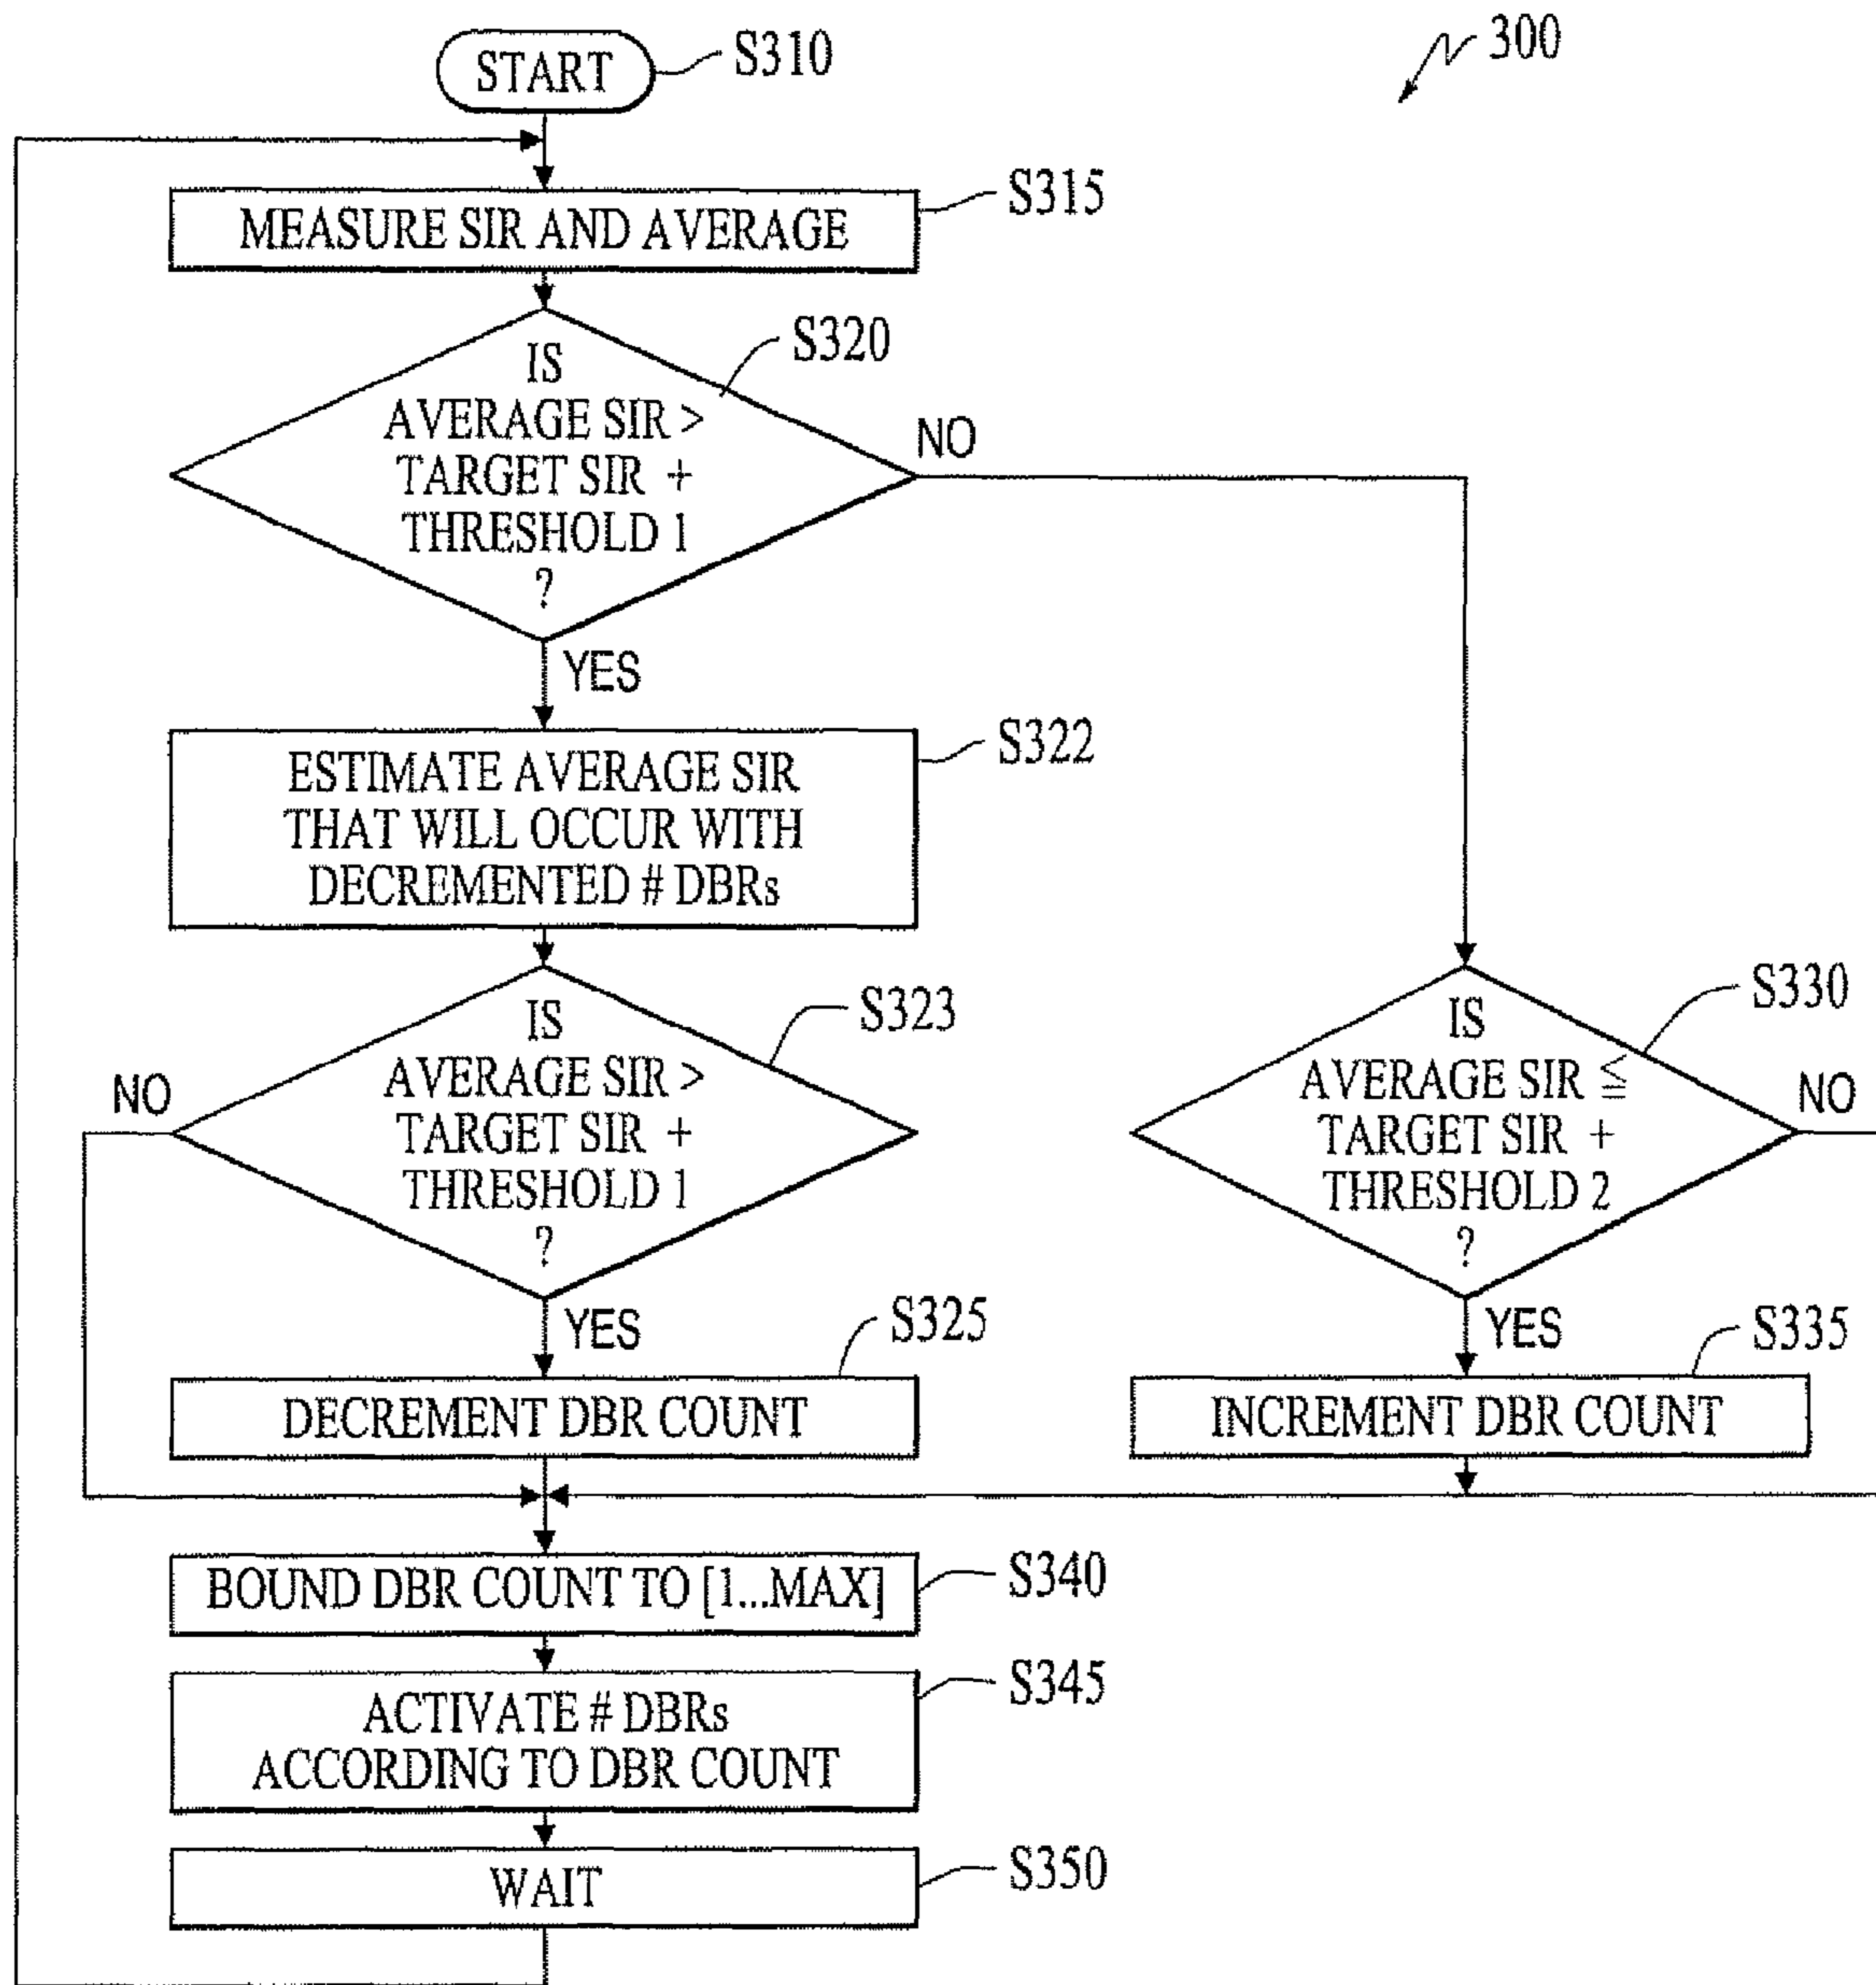 300
START
S310
MEASURE SIR AND AVERAGE
S315
IS
AVERAGE SIR >
TARGET SIR +
THRESHOLD 1
?
S320
NO
YES
ESTIMATE AVERAGE SIR
THAT WILL OCCUR WITH
DECREMENTED # DBRs
S322
IS
AVERAGE SIR >
TARGET SIR +
THRESHOLD 1
?
S323
NO
YES
DECREMENT DBR COUNT
S325
IS
AVERAGE SIR ≦
TARGET SIR +
THRESHOLD 2
?
S330
NO
YES
INCREMENT DBR COUNT
S335
BOUND DBR COUNT TO [1...MAX]
S340
ACTIVATE # DBRs
ACCORDING TO DBR COUNT
S345
WAIT
S350